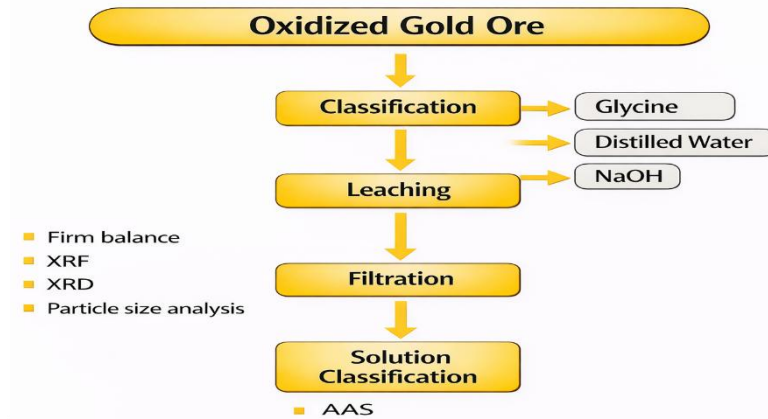 Oxidized Gold Ore
Classification
Glycine
Distilled Water
Leaching
NaOH
Firm balance
XRF
XRD
Particle size analysis
Filtration
Solution
Classification
AAS